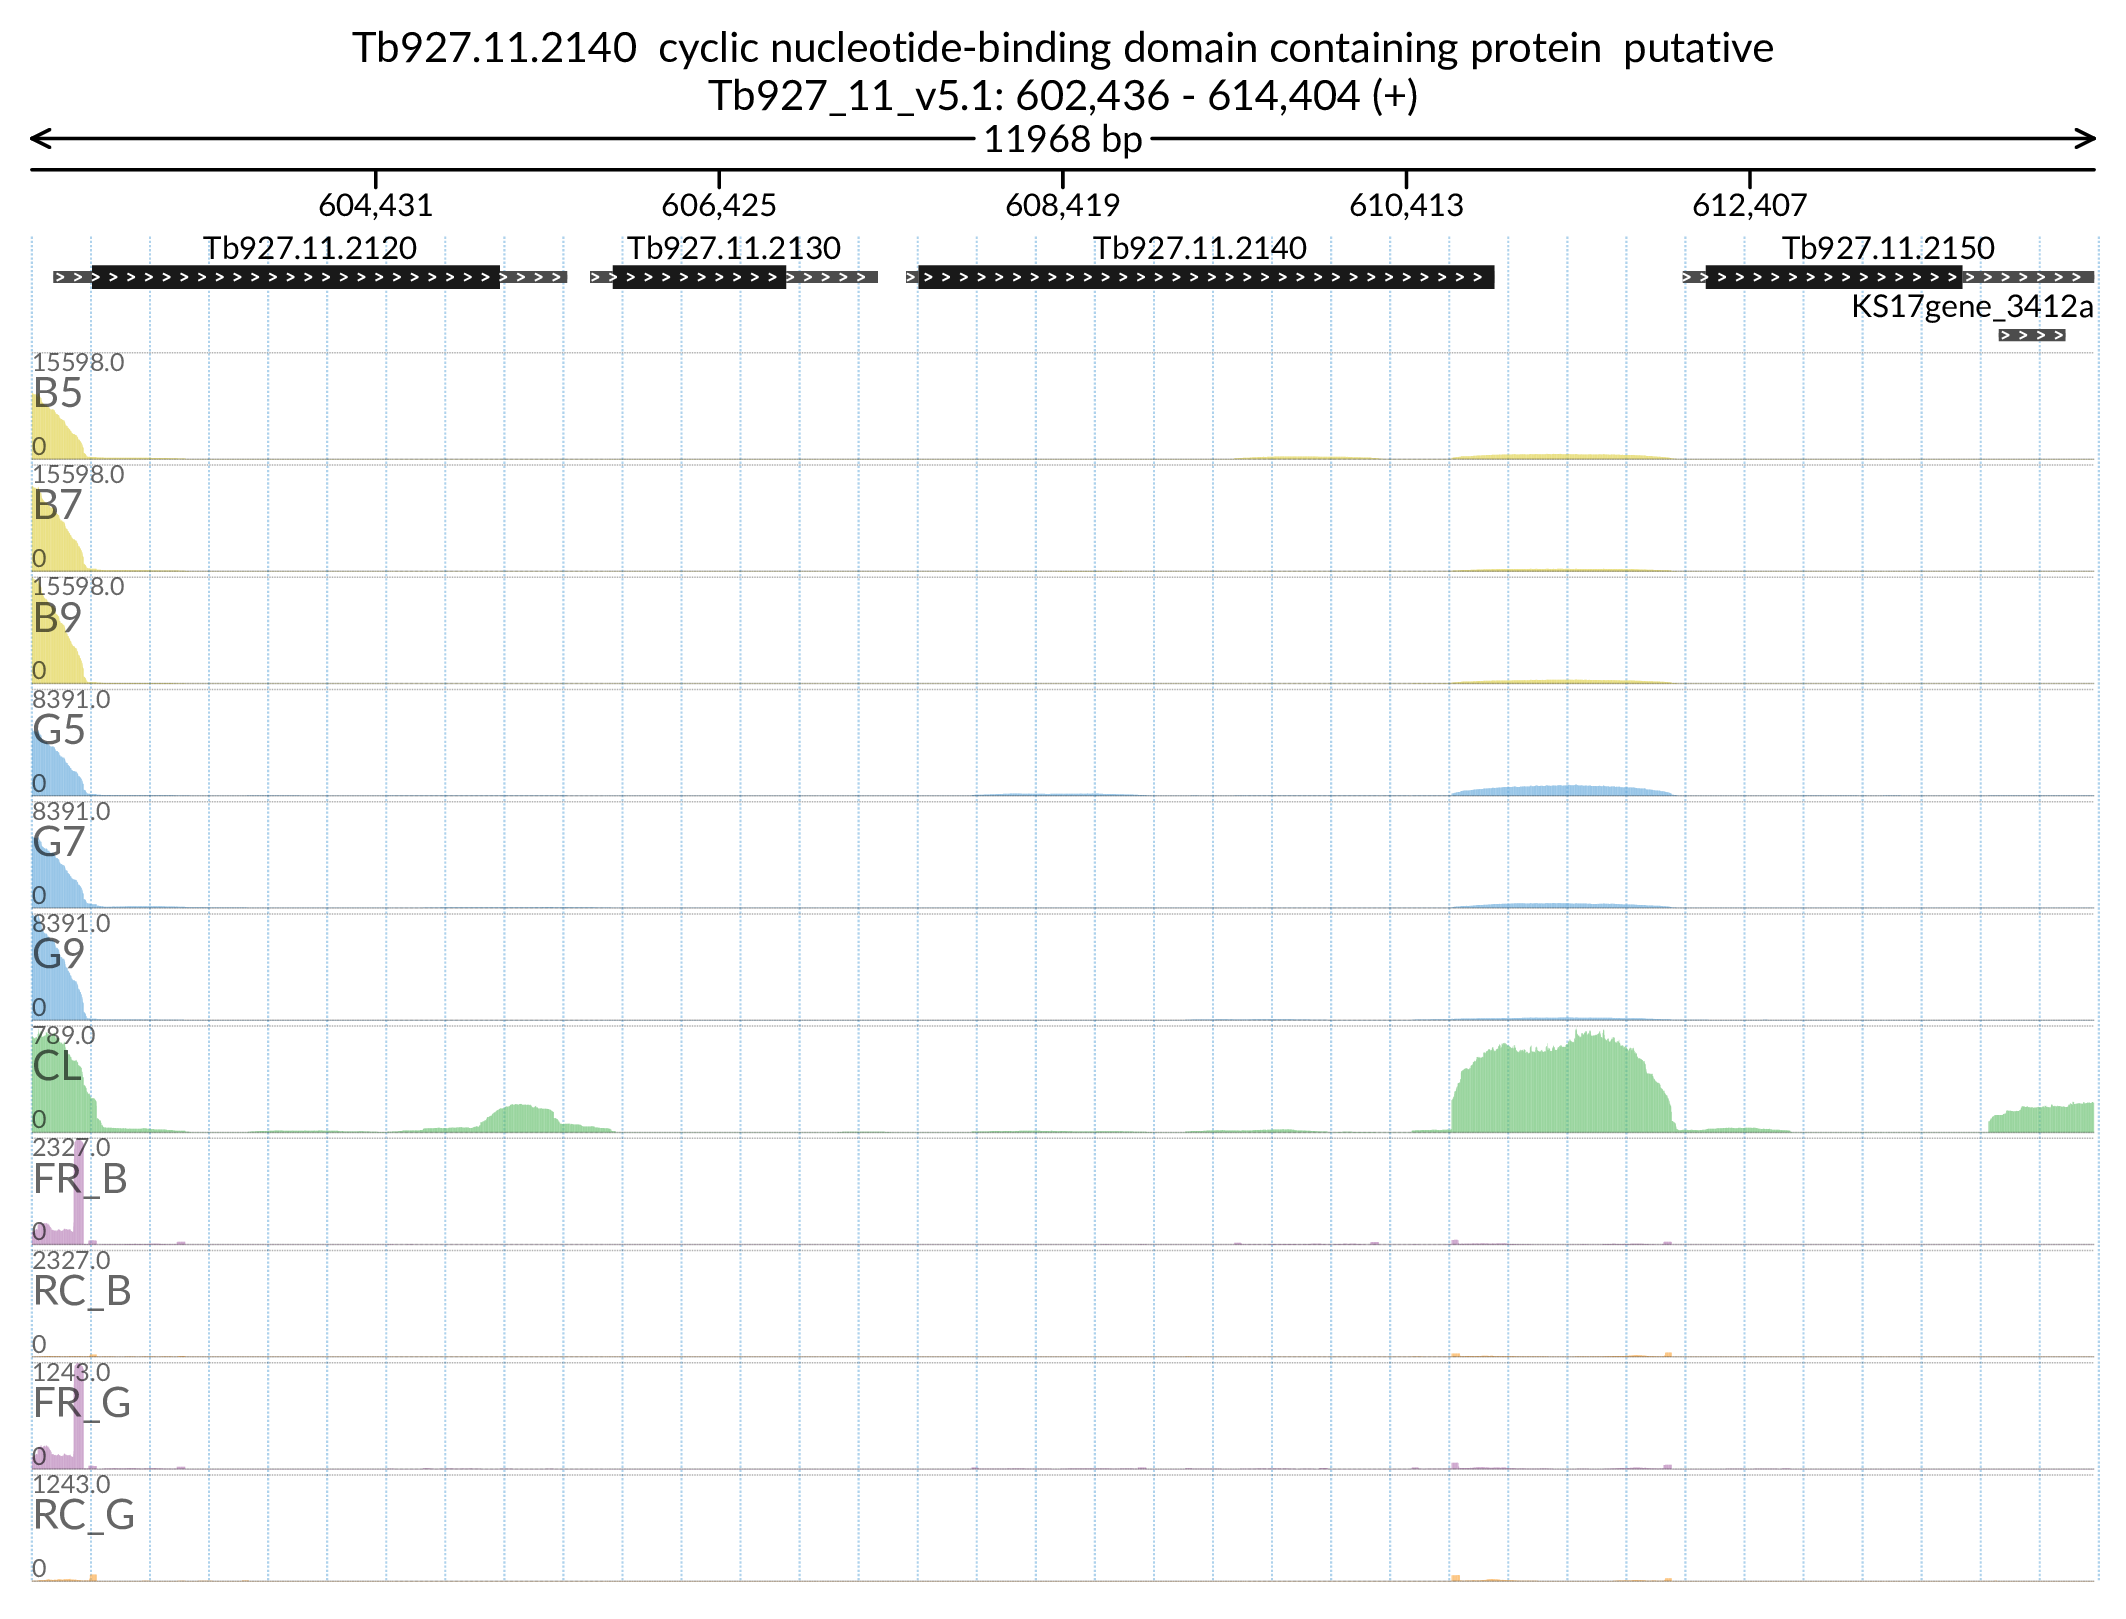 Tb927.11.2140  cyclic nucleotide-binding domain containing protein  putative
Tb927_11_v5.1: 602,436 - 614,404 (+)
11968 bp
604,431 606,425 608,419 610,413 612,407
Tb927.11.2120 Tb927.11.2130 Tb927.11.2140 Tb927.11.2150
KS17gene_3412a
15598.0
B5
0
15598.0
B7
0
15598.0
B9
0
8391.0
G5
0
8391.0
G7
0
8391.0
G9
0
789.0
CL
0
2327.0
FR_B
0
2327.0
RC_B
0
1243.0
FR_G
0
1243.0
RC_G
0